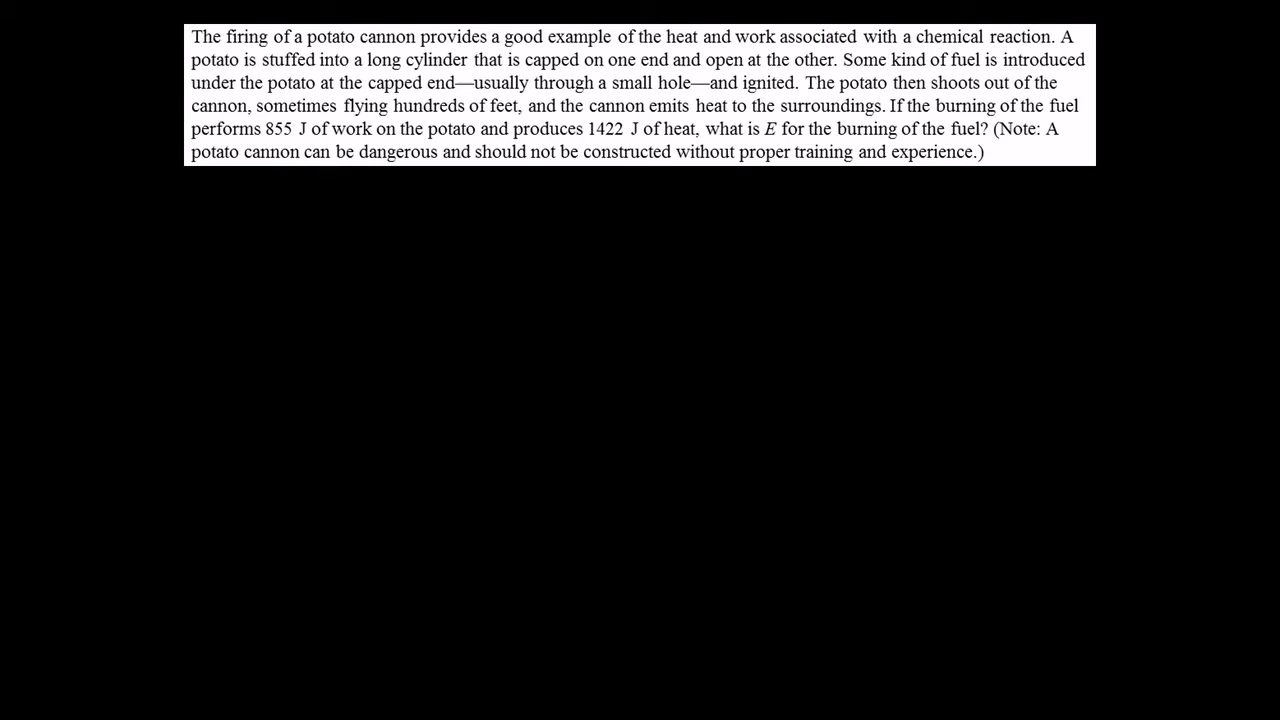 The firing of a potato cannon provides a good example of the heat and work associated with a chemical reaction. A
potato is stuffed into a long cylinder that is capped on one end and open at the other. Some kind of fuel is introduced
under the potato at the capped end—usually through a small hole—and ignited. The potato then shoots out of the
cannon, sometimes flying hundreds of feet, and the cannon emits heat to the surroundings. If the burning of the fuel
performs 855 J of work on the potato and produces 1422 J of heat, what is E for the burning of the fuel? (Note: A
potato cannon can be dangerous and should not be constructed without proper training and experience.)